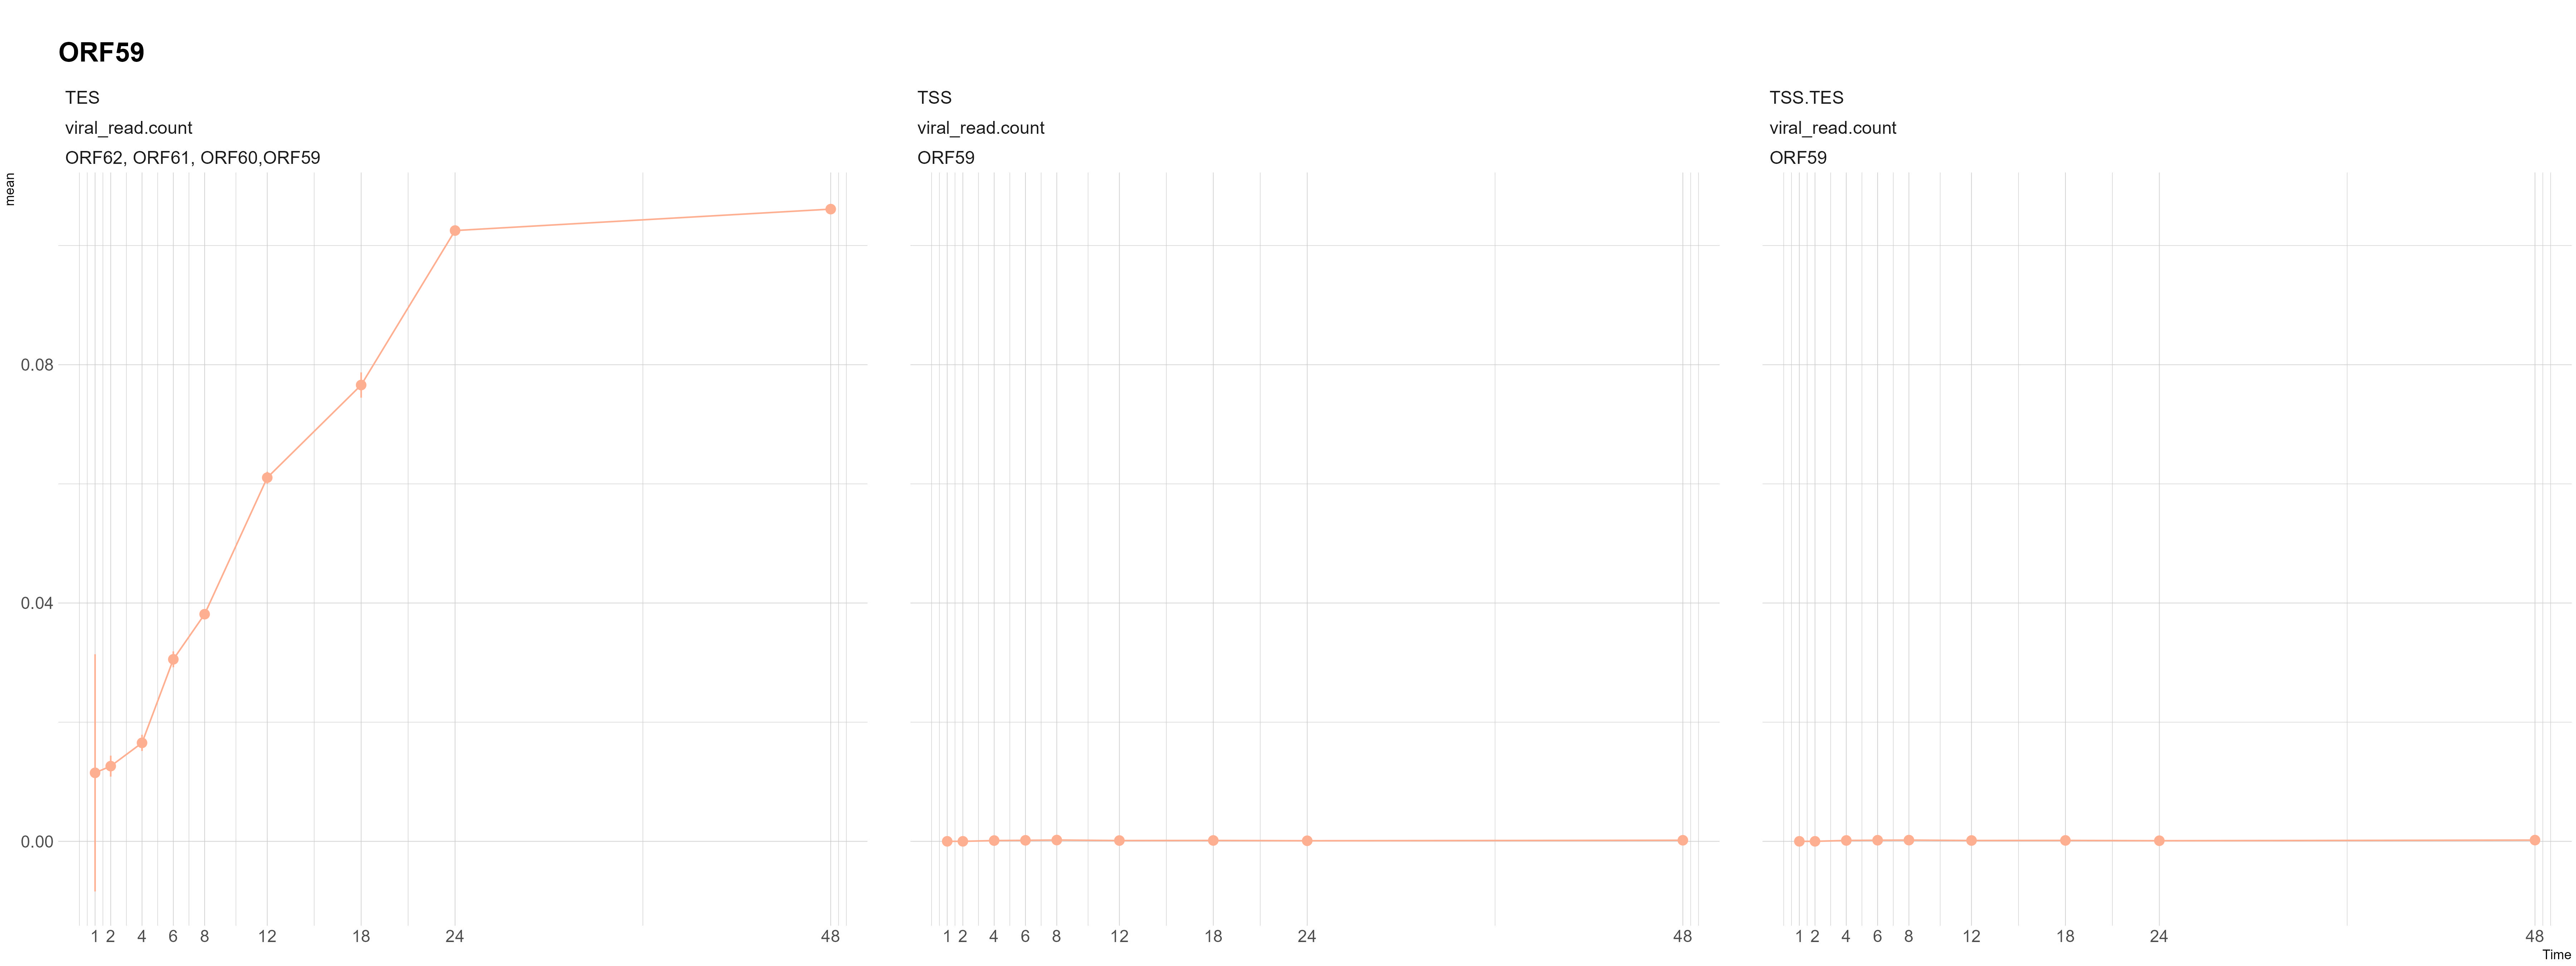 ORF59
TES
viral_read.count
ORF62, ORF61, ORF60,ORF59
TSS
viral_read.count
ORF59
TSS.TES
viral_read.count
ORF59
mean
0.08
0.04
0.00
1 2 4 6 8 12 18 24 48
1 2 4 6 8 12 18 24 48
1 2 4 6 8 12 18 24 48
Time